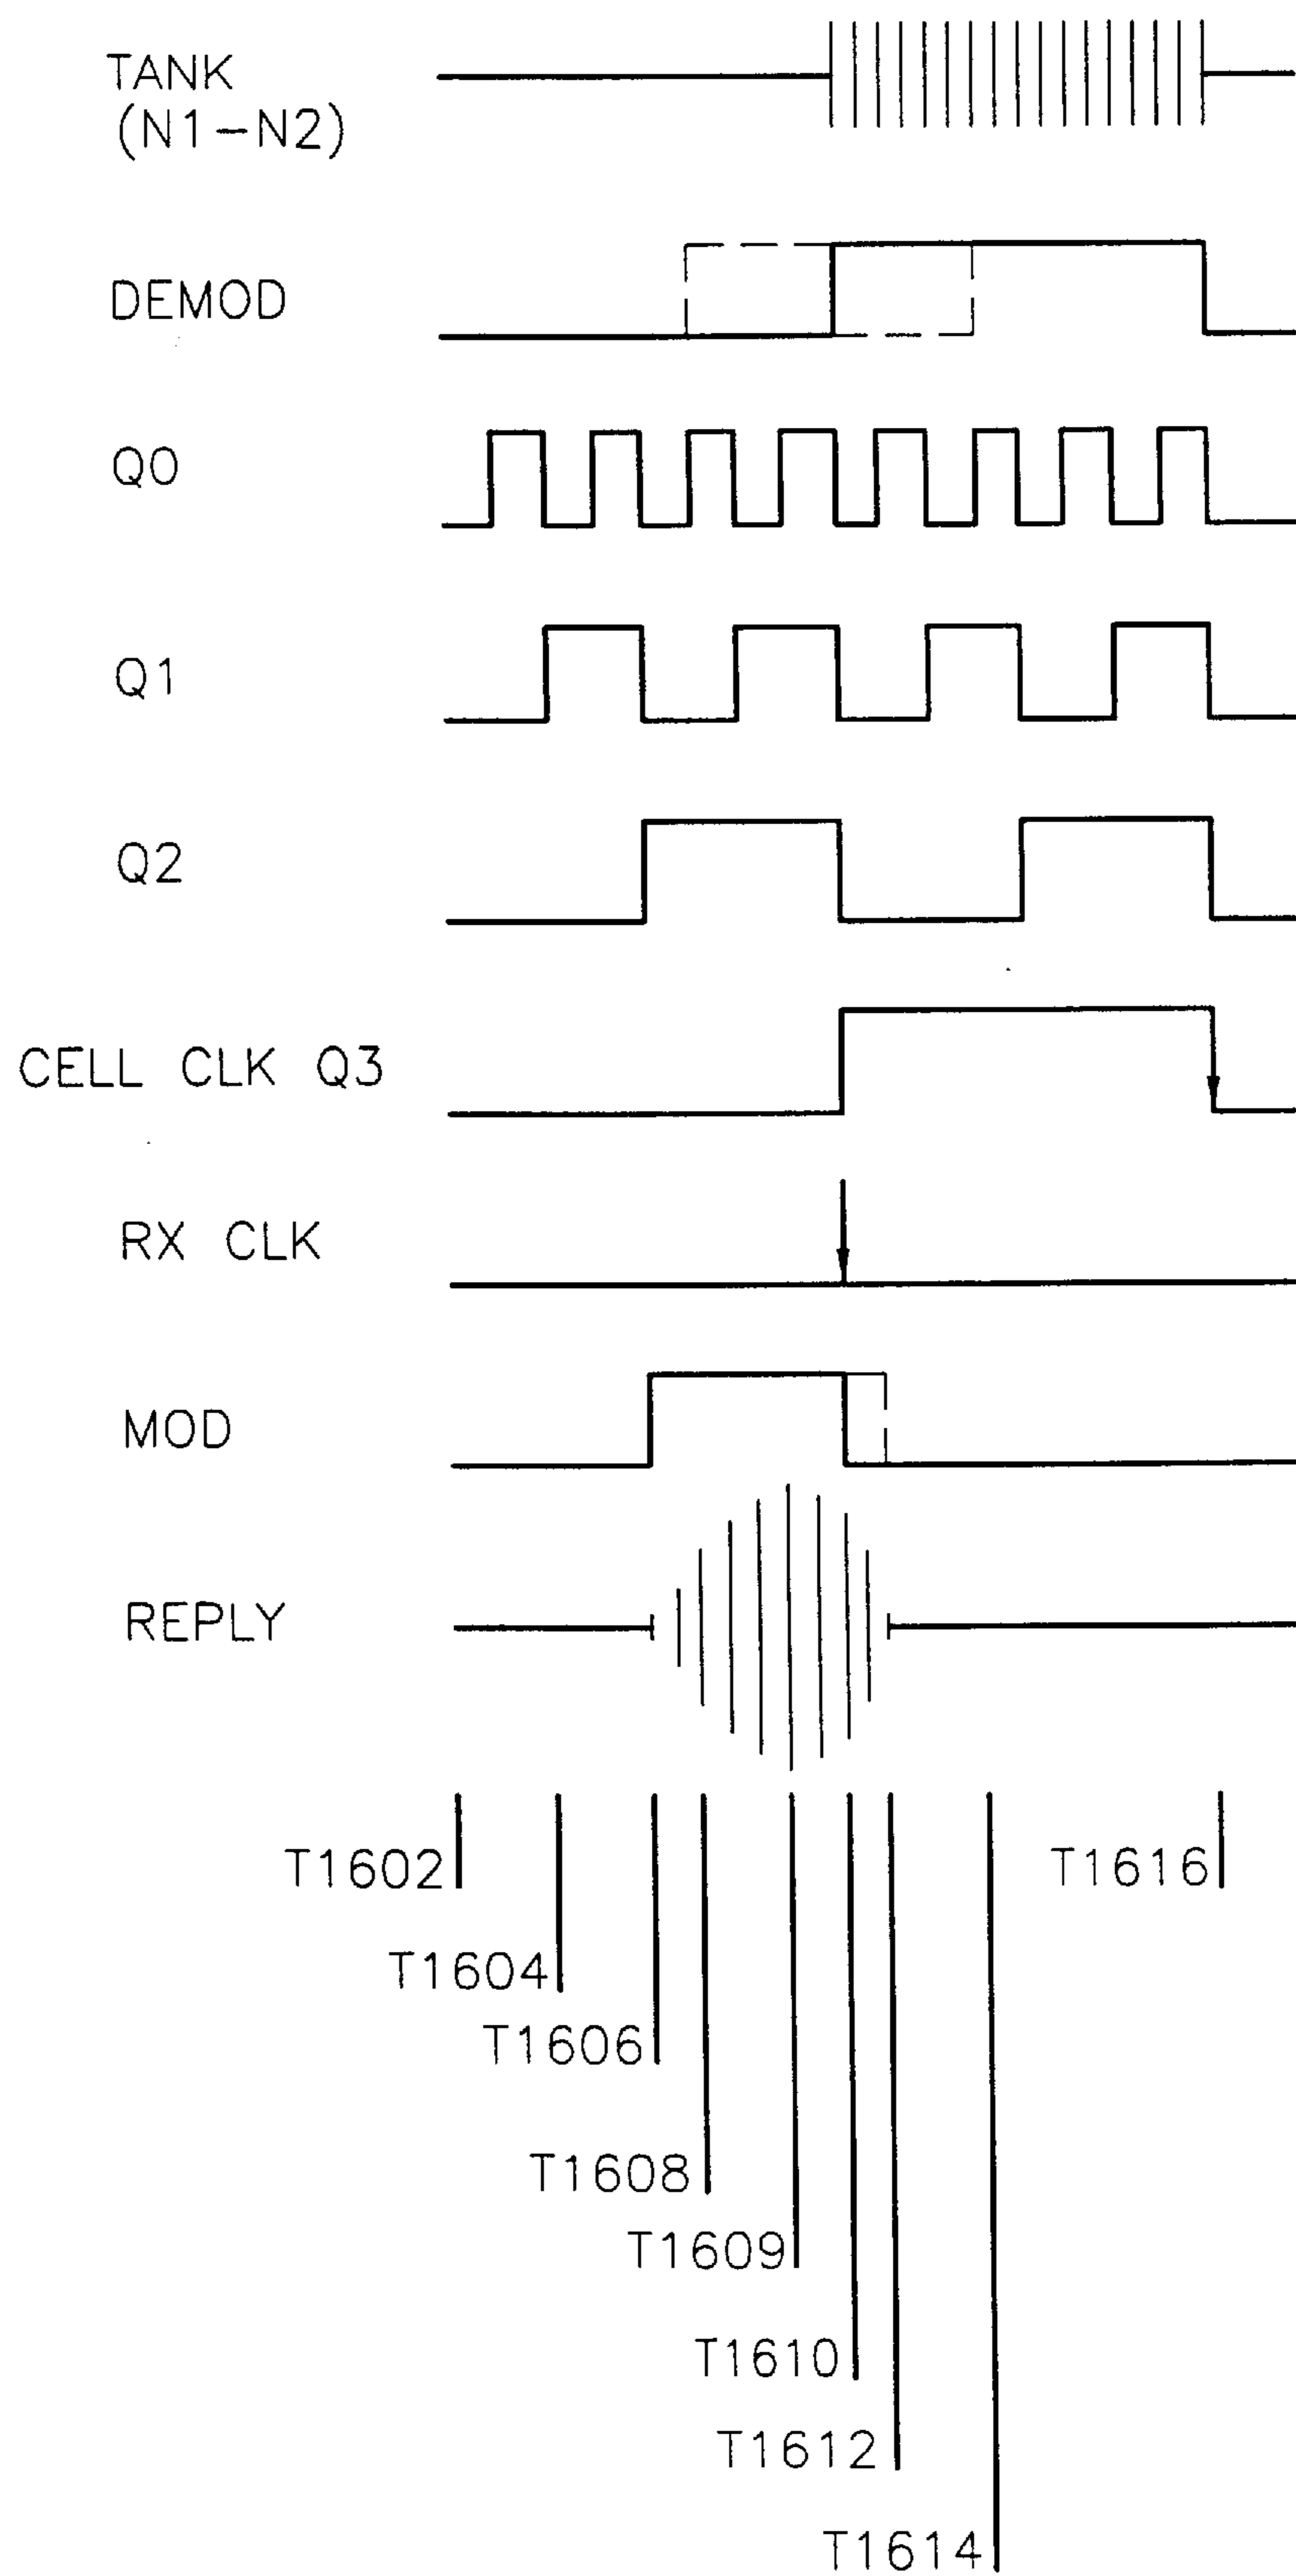 TANK
(N1-N2)
DEMOD
Q0
Q1
Q2
CELL CLK Q3
RX CLK
MOD
REPLY
T1602
T1616
T1604
T1606
T1608
T1609
T1610
T1612
T1614